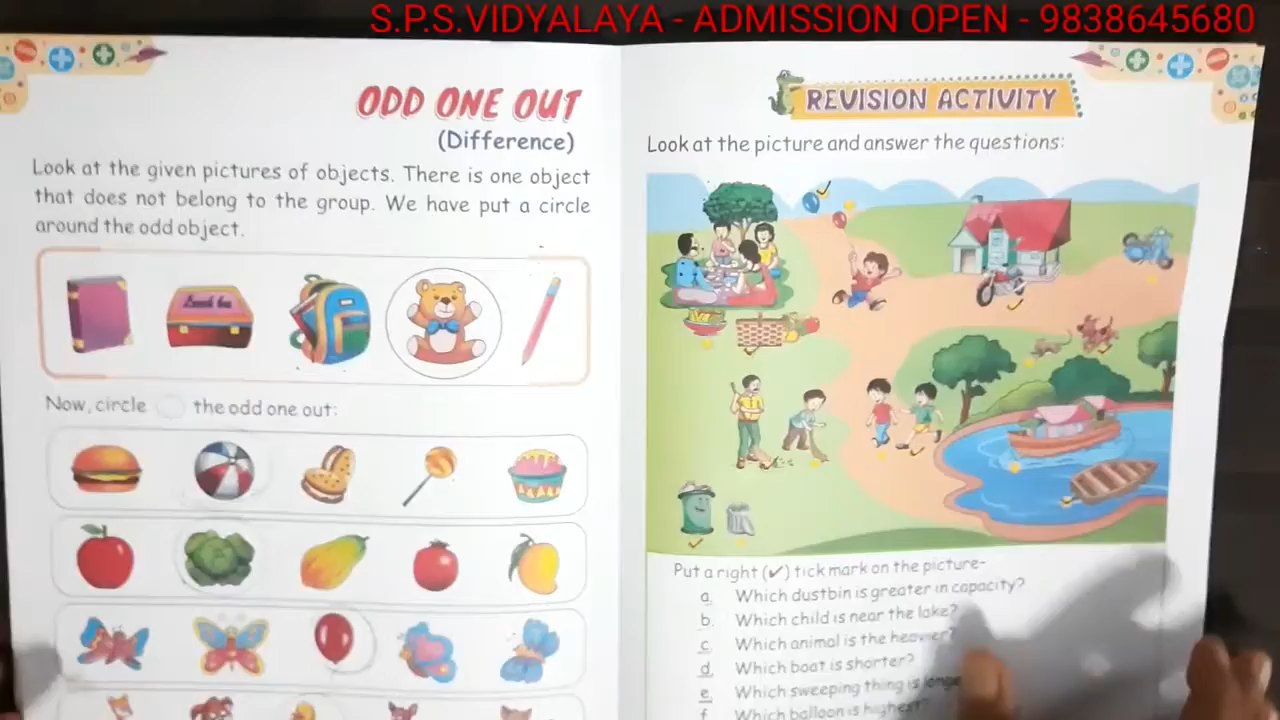 S.P.S.VIDYALAYA - ADMISSION OPEN - 9838645680
ODD ONE OUT
(Difference)
Look at the given pictures of objects. There is one object
that does not belong to the group. We have put a circle
around the odd object.
Lunch box
Now, circle the odd one out:
REVISION ACTIVITY
Look at the picture and answer the questions:
Put a right (✓) tick mark on the picture-
a. Which dustbin is greater in capacity?
b. Which child is near the lake?
c. Which animal is the heavier?
d. Which boat is shorter?
e. Which sweeping thing is
f. Which balloon is highest